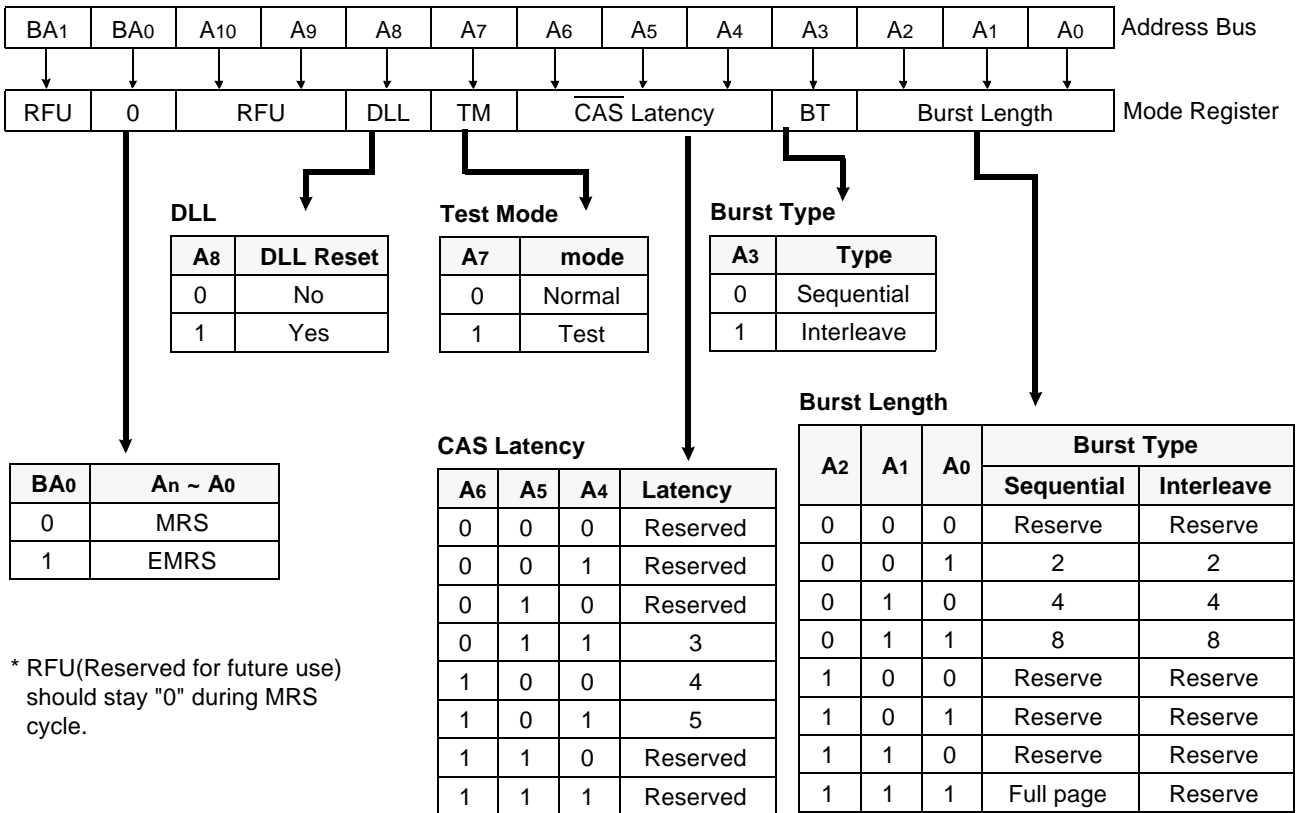 BA1 BA0 A10 A9 A8 A7 A6 A5 A4 A3 A2 A1 A0 Address Bus
RFU 0 RFU DLL TM CAS Latency BT Burst Length Mode Register
DLL
A8 DLL Reset
0 No
1 Yes
Test Mode
A7 mode
0 Normal
1 Test
Burst Type
A3 Type
0 Sequential
1 Interleave
BA0 An ~ A0
0 MRS
1 EMRS
* RFU(Reserved for future use)
should stay "0" during MRS
cycle.
CAS Latency
A6 A5 A4 Latency
0 0 0 Reserved
0 0 1 Reserved
0 1 0 Reserved
0 1 1 3
1 0 0 4
1 0 1 5
1 1 0 Reserved
1 1 1 Reserved
Burst Length
A2 A1 A0 Burst Type
Sequential Interleave
0 0 0 Reserve Reserve
0 0 1 2 2
0 1 0 4 4
0 1 1 8 8
1 0 0 Reserve Reserve
1 0 1 Reserve Reserve
1 1 0 Reserve Reserve
1 1 1 Full page Reserve